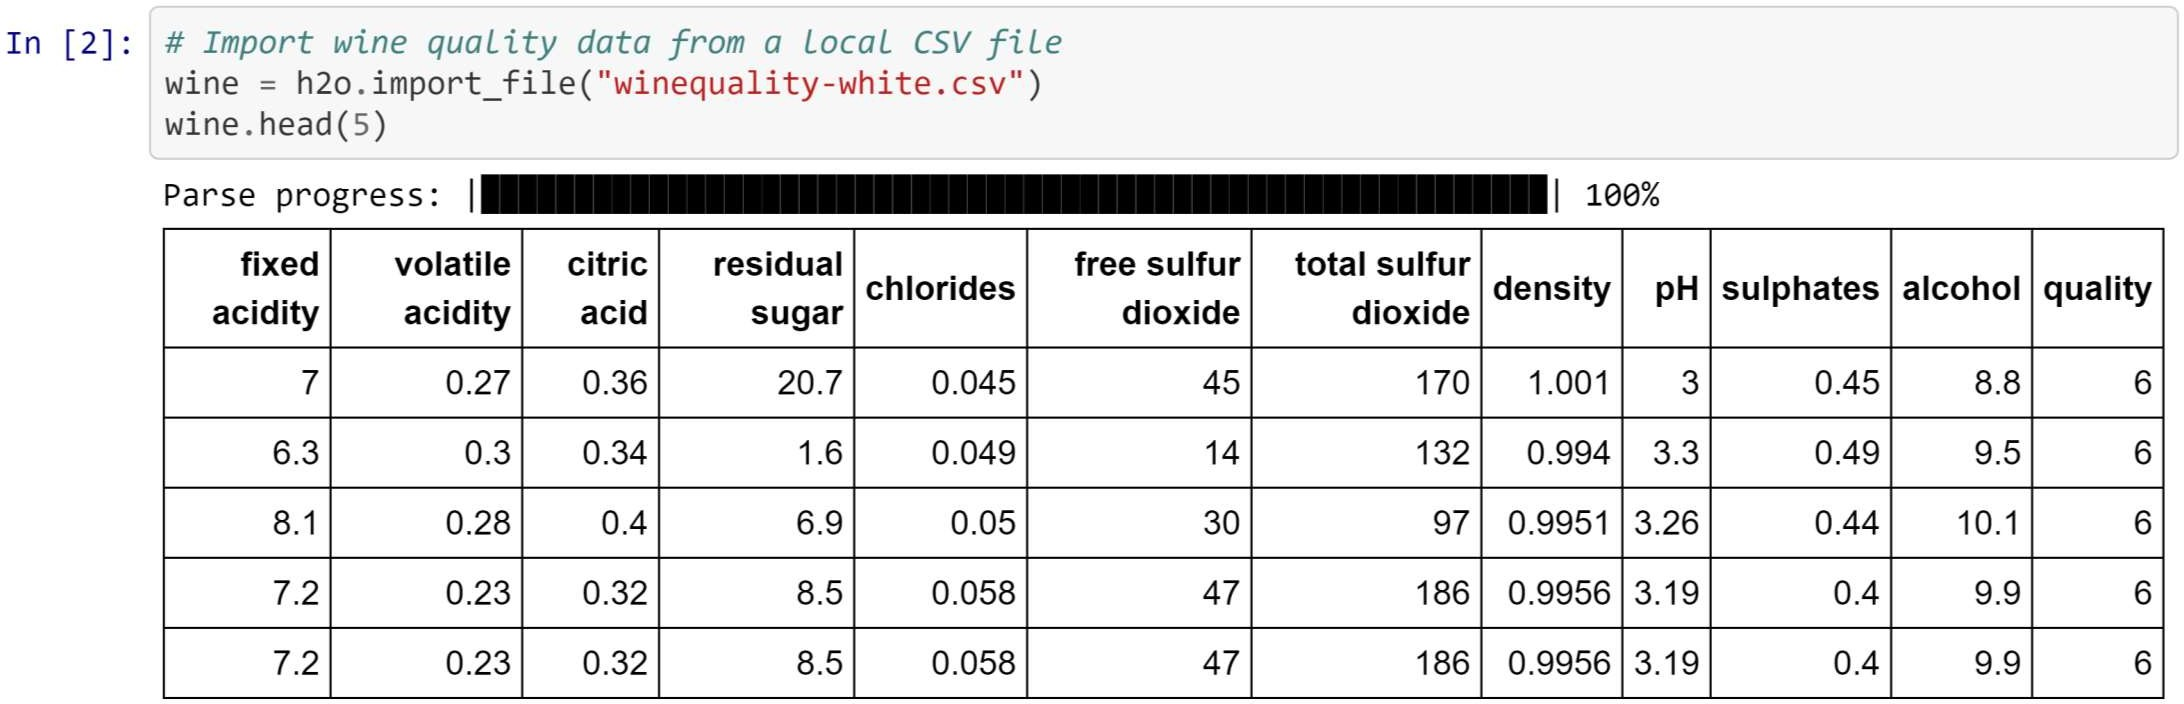 In [2]: # Import wine quality data from a local CSV file
wine = h2o.import_file("winequality-white.csv")
wine.head(5)
Parse progress: |█████████████████████████████████████████████████████████| 100%
fixed acidity volatile acidity citric acid residual sugar chlorides free sulfur dioxide total sulfur dioxide density pH sulphates alcohol quality
7 0.27 0.36 20.7 0.045 45 170 1.001 3 0.45 8.8 6
6.3 0.3 0.34 1.6 0.049 14 132 0.994 3.3 0.49 9.5 6
8.1 0.28 0.4 6.9 0.05 30 97 0.9951 3.26 0.44 10.1 6
7.2 0.23 0.32 8.5 0.058 47 186 0.9956 3.19 0.4 9.9 6
7.2 0.23 0.32 8.5 0.058 47 186 0.9956 3.19 0.4 9.9 6